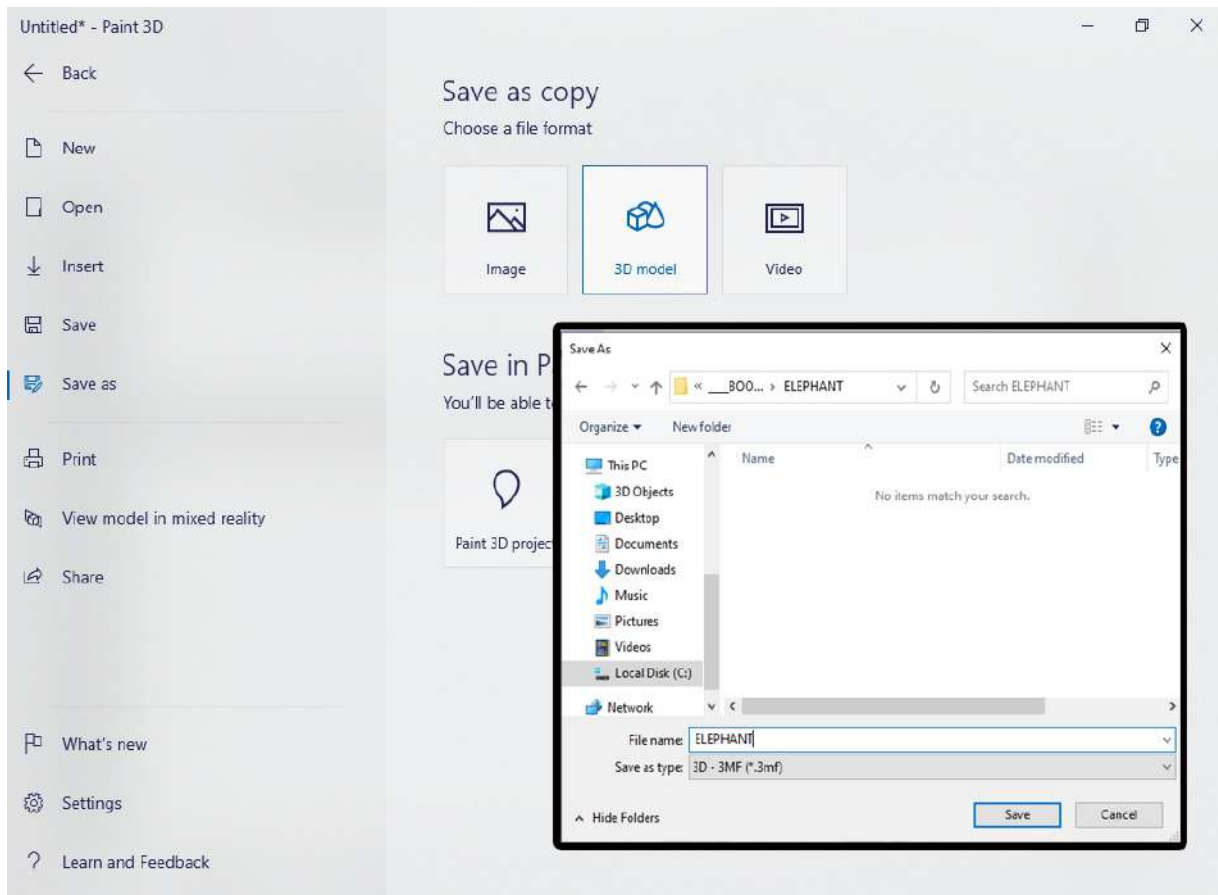 Untitled* - Paint 3D
Back
New
Open
Insert
Save
Save as
Print
View model in mixed reality
Share
What's new
Settings
Learn and Feedback
Save as copy
Choose a file format
Image
3D model
Video
Save in P
You'll be able t
Paint 3D projec
Save As
« ___BOO... › ELEPHANT
Search ELEPHANT
Organize
New folder
This PC
3D Objects
Desktop
Documents
Downloads
Music
Pictures
Videos
Local Disk (C:)
Network
Name
Date modified
Type
No items match your search.
File name: ELEPHANT
Save as type: 3D - 3MF (*.3mf)
Hide Folders
Save
Cancel